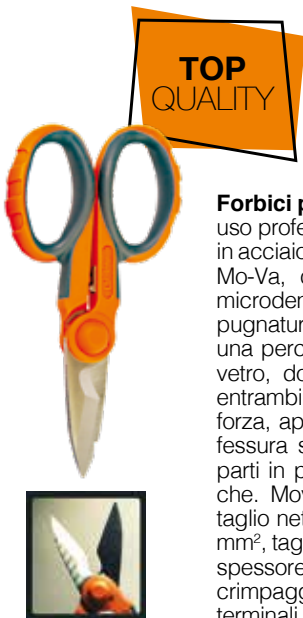 TOP
QUALITY
Forbici p
uso profe
in acciaio
Mo-Va, c
microder
pugnatur
una perc
vetro, do
entrambi
forza, ap
fessura s
parti in p
che. Mov
taglio net
mm², tag
spessore
crimpagg
terminali